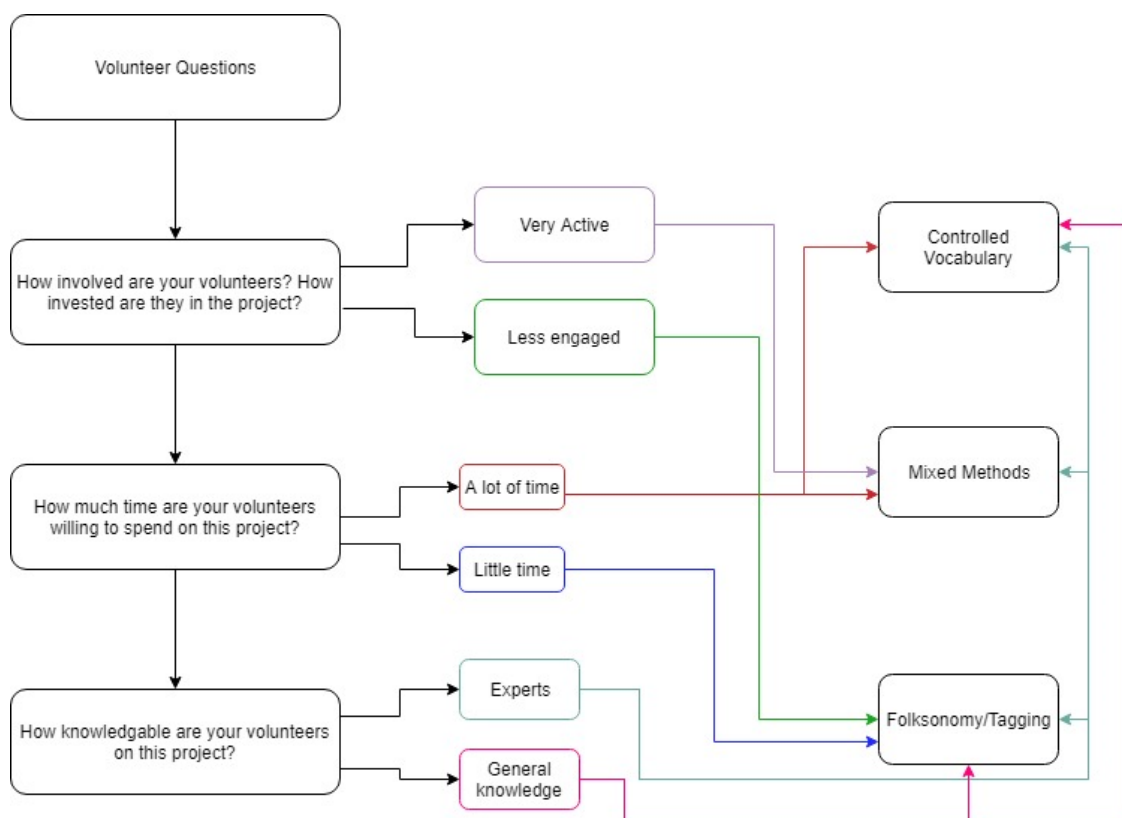 Volunteer Questions
How involved are your volunteers? How
invested are they in the project?
Very Active
Less engaged
Controlled
Vocabulary
How much time are your volunteers
willing to spend on this project?
A lot of time
Little time
Mixed Methods
How knowledgable are your volunteers
on this project?
Experts
General
knowledge
Folksonomy/Tagging